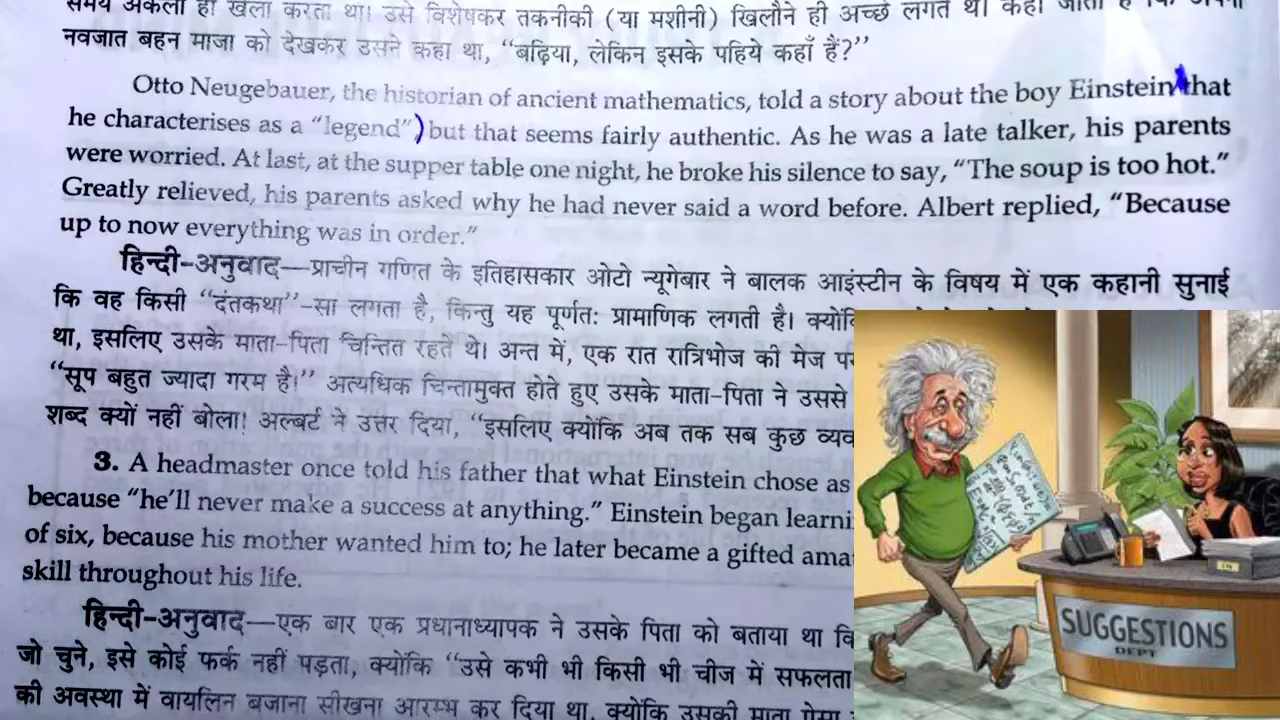 समय अकेला ही खेला करता था। उसे विशेषकर तकनीकी (या मशीनी) खिलौने ही अच्छे लगते थे। कहा जाता है कि अपनी
नवजात बहन माजा को देखकर उसने कहा था, “बढ़िया, लेकिन इसके पहिये कहाँ हैं?”
Otto Neugebauer, the historian of ancient mathematics, told a story about the boy Einstein that
he characterises as a “legend”) but that seems fairly authentic. As he was a late talker, his parents
were worried. At last, at the supper table one night, he broke his silence to say, “The soup is too hot.”
Greatly relieved, his parents asked why he had never said a word before. Albert replied, “Because
up to now everything was in order.”
हिन्दी-अनुवाद—प्राचीन गणित के इतिहासकार ओटो न्यूगेबार ने बालक आइंस्टीन के विषय में एक कहानी सुनाई
कि वह किसी “दंतकथा”-सा लगता है, किन्तु यह पूर्णत: प्रामाणिक लगती है। क्योंकि
था, इसलिए उसके माता-पिता चिन्तित रहते थे। अन्त में, एक रात रात्रिभोज की मेज पर
“सूप बहुत ज्यादा गरम है।” अत्यधिक चिन्तामुक्त होते हुए उसके माता-पिता ने उससे
शब्द क्यों नहीं बोला! अल्बर्ट ने उत्तर दिया, “इसलिए क्योंकि अब तक सब कुछ
3. A headmaster once told his father that what Einstein chose as
because “he’ll never make a success at anything.” Einstein began learni
of six, because his mother wanted him to; he later became a gifted ama
skill throughout his life.
हिन्दी-अनुवाद—एक बार एक प्रधानाध्यापक ने उसके पिता को बताया था
जो चुने, इसे कोई फर्क नहीं पड़ता, क्योंकि “उसे कभी भी किसी भी चीज में सफलता
की अवस्था में वायलिन बजाना सीखना आरम्भ कर दिया था, क्योंकि उसकी माता ऐसा
SUGGESTIONS
DEPT
IN